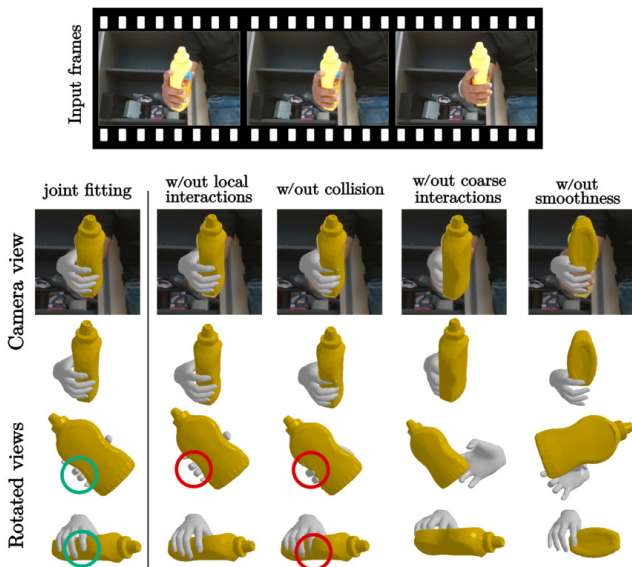 Input frames
joint fitting
w/out local
interactions
w/out collision
w/out coarse
interactions
w/out
smoothness
Camera view
Rotated views